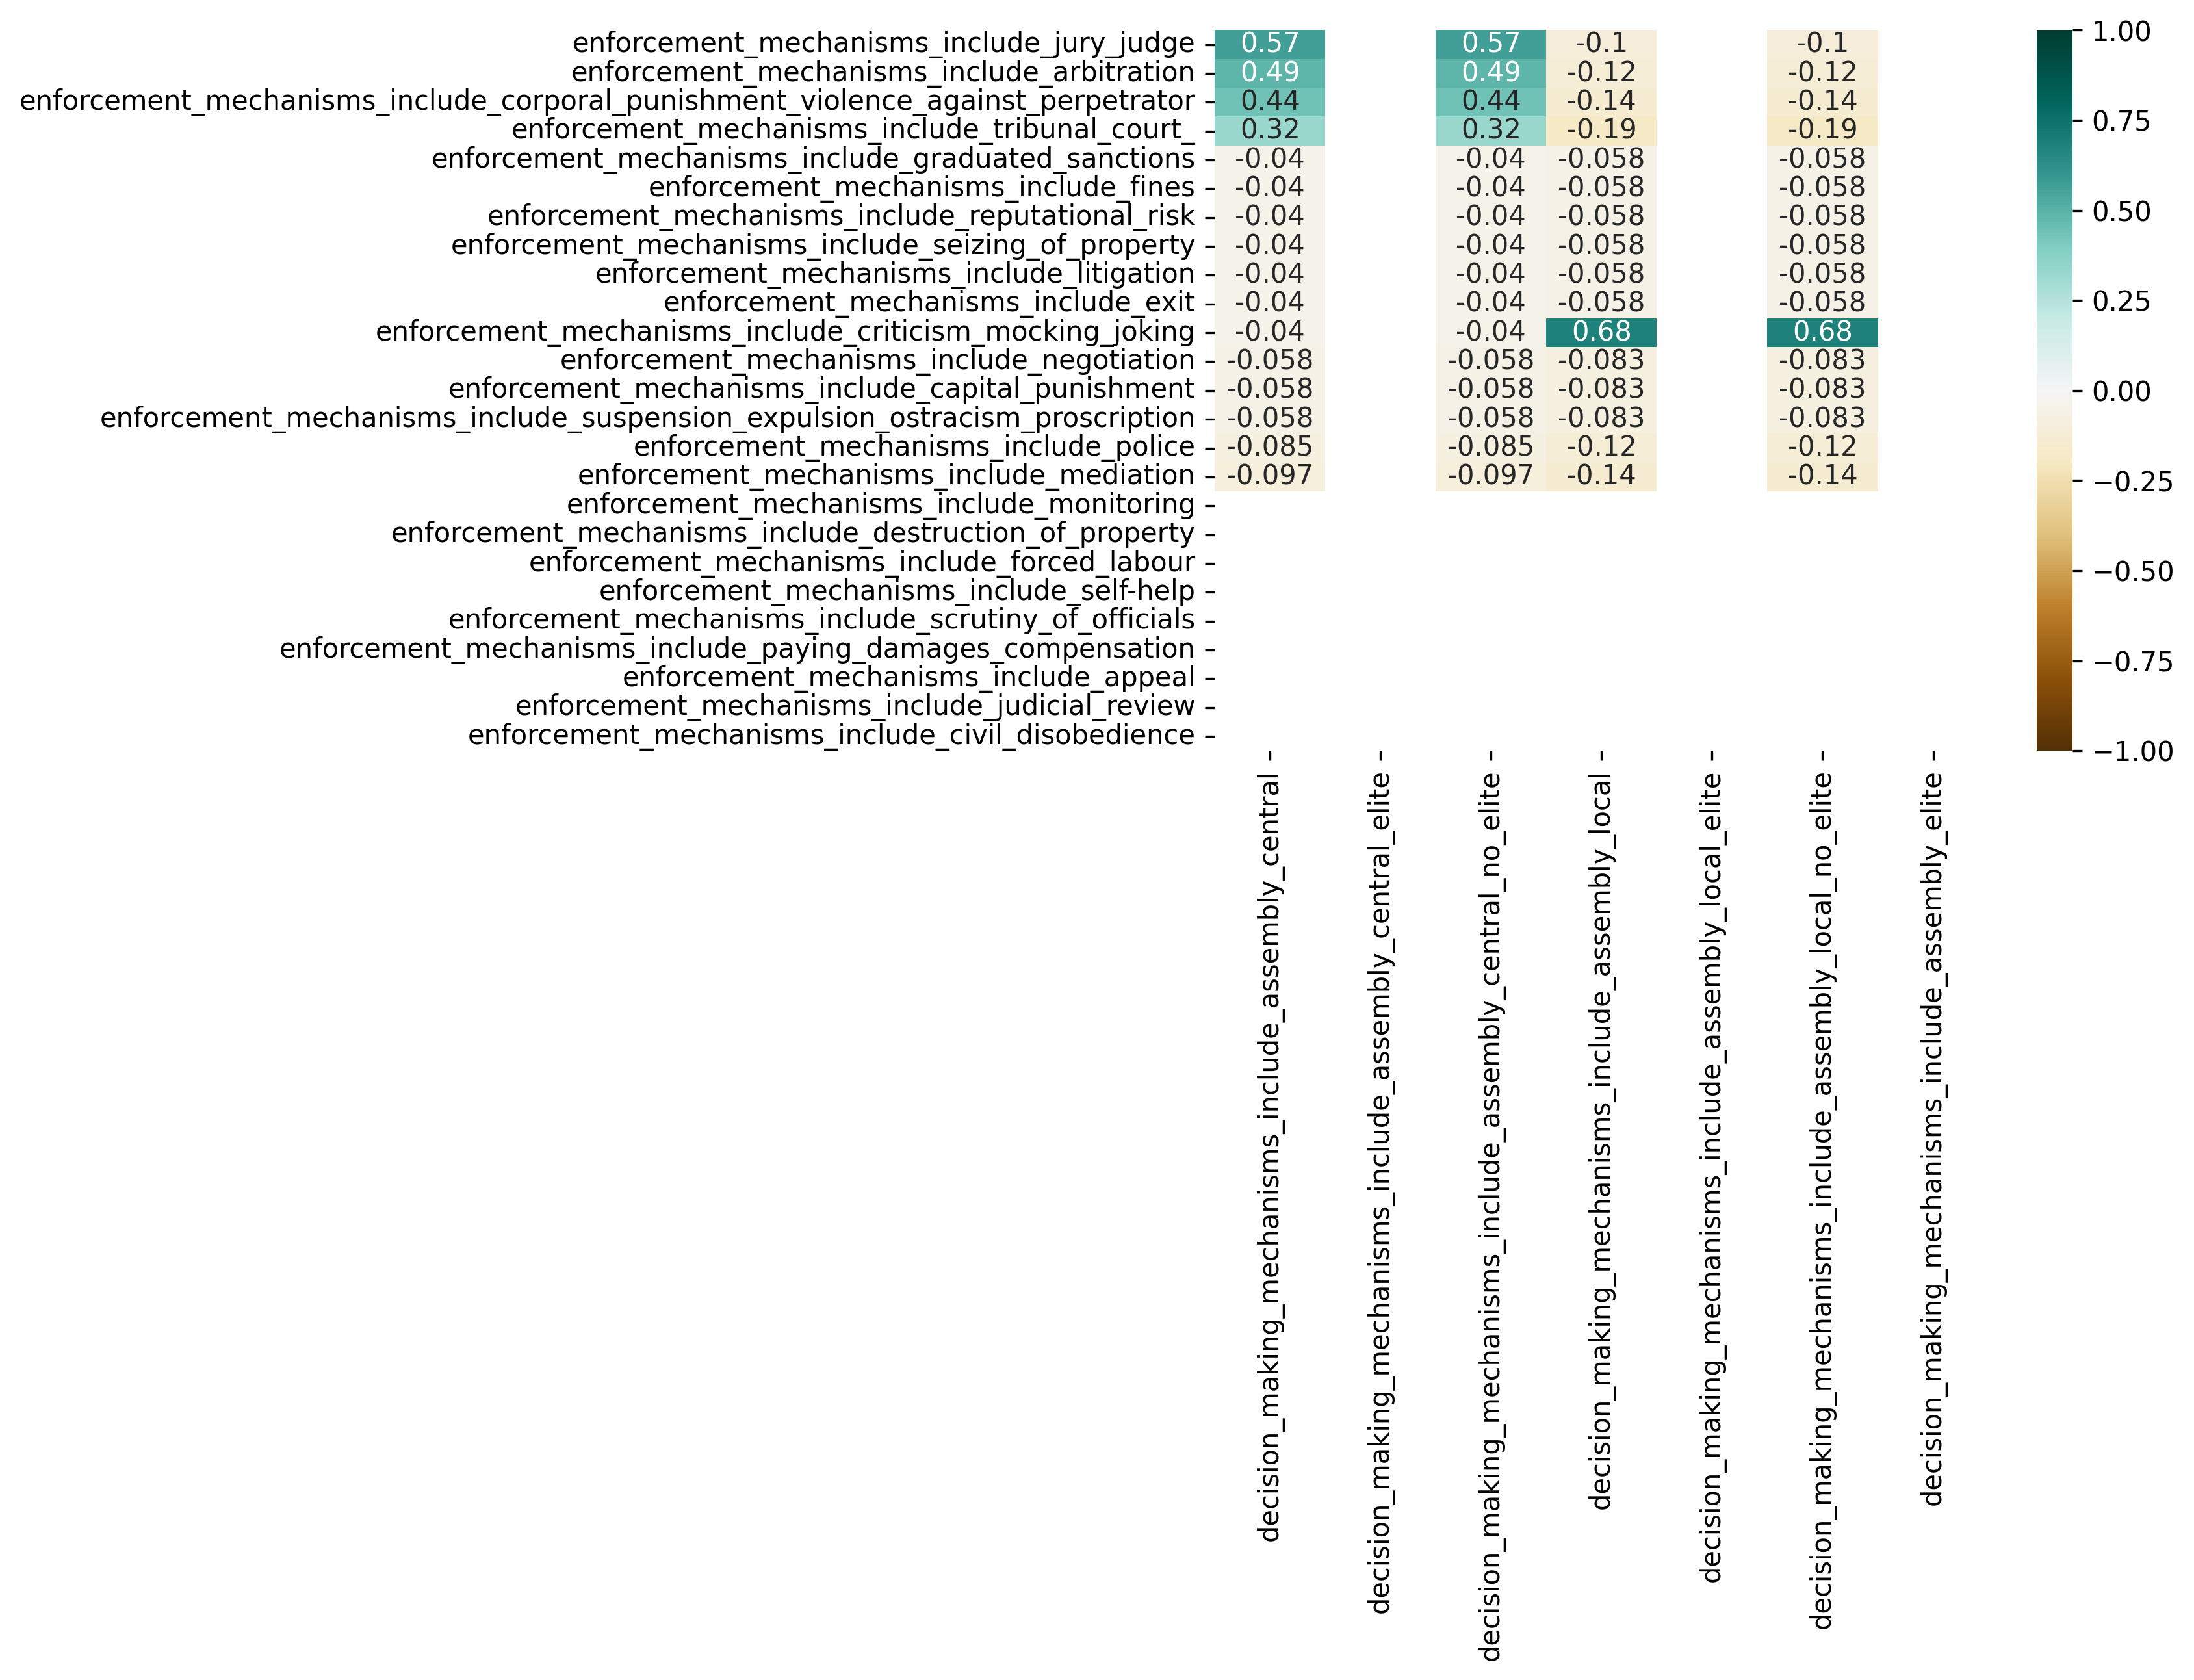 enforcement_mechanisms_include_jury_judge 0.57 0.57 -0.1 -0.1
enforcement_mechanisms_include_arbitration 0.49 0.49 -0.12 -0.12
enforcement_mechanisms_include_corporal_punishment_violence_against_perpetrator 0.44 0.44 -0.14 -0.14
enforcement_mechanisms_include_tribunal_court_ 0.32 0.32 -0.19 -0.19
enforcement_mechanisms_include_graduated_sanctions -0.04 -0.04 -0.058 -0.058
enforcement_mechanisms_include_fines -0.04 -0.04 -0.058 -0.058
enforcement_mechanisms_include_reputational_risk -0.04 -0.04 -0.058 -0.058
enforcement_mechanisms_include_seizing_of_property -0.04 -0.04 -0.058 -0.058
enforcement_mechanisms_include_litigation -0.04 -0.04 -0.058 -0.058
enforcement_mechanisms_include_exit -0.04 -0.04 -0.058 -0.058
enforcement_mechanisms_include_criticism_mocking_joking -0.04 -0.04 0.68 0.68
enforcement_mechanisms_include_negotiation -0.058 -0.058 -0.083 -0.083
enforcement_mechanisms_include_capital_punishment -0.058 -0.058 -0.083 -0.083
enforcement_mechanisms_include_suspension_expulsion_ostracism_proscription -0.058 -0.058 -0.083 -0.083
enforcement_mechanisms_include_police -0.085 -0.085 -0.12 -0.12
enforcement_mechanisms_include_mediation -0.097 -0.097 -0.14 -0.14
enforcement_mechanisms_include_monitoring
enforcement_mechanisms_include_destruction_of_property
enforcement_mechanisms_include_forced_labour
enforcement_mechanisms_include_self-help
enforcement_mechanisms_include_scrutiny_of_officials
enforcement_mechanisms_include_paying_damages_compensation
enforcement_mechanisms_include_appeal
enforcement_mechanisms_include_judicial_review
enforcement_mechanisms_include_civil_disobedience
decision_making_mechanisms_include_assembly_central
decision_making_mechanisms_include_assembly_central_elite
decision_making_mechanisms_include_assembly_central_no_elite
decision_making_mechanisms_include_assembly_local
decision_making_mechanisms_include_assembly_local_elite
decision_making_mechanisms_include_assembly_local_no_elite
decision_making_mechanisms_include_assembly_elite
1.00
0.75
0.50
0.25
0.00
−0.25
−0.50
−0.75
−1.00